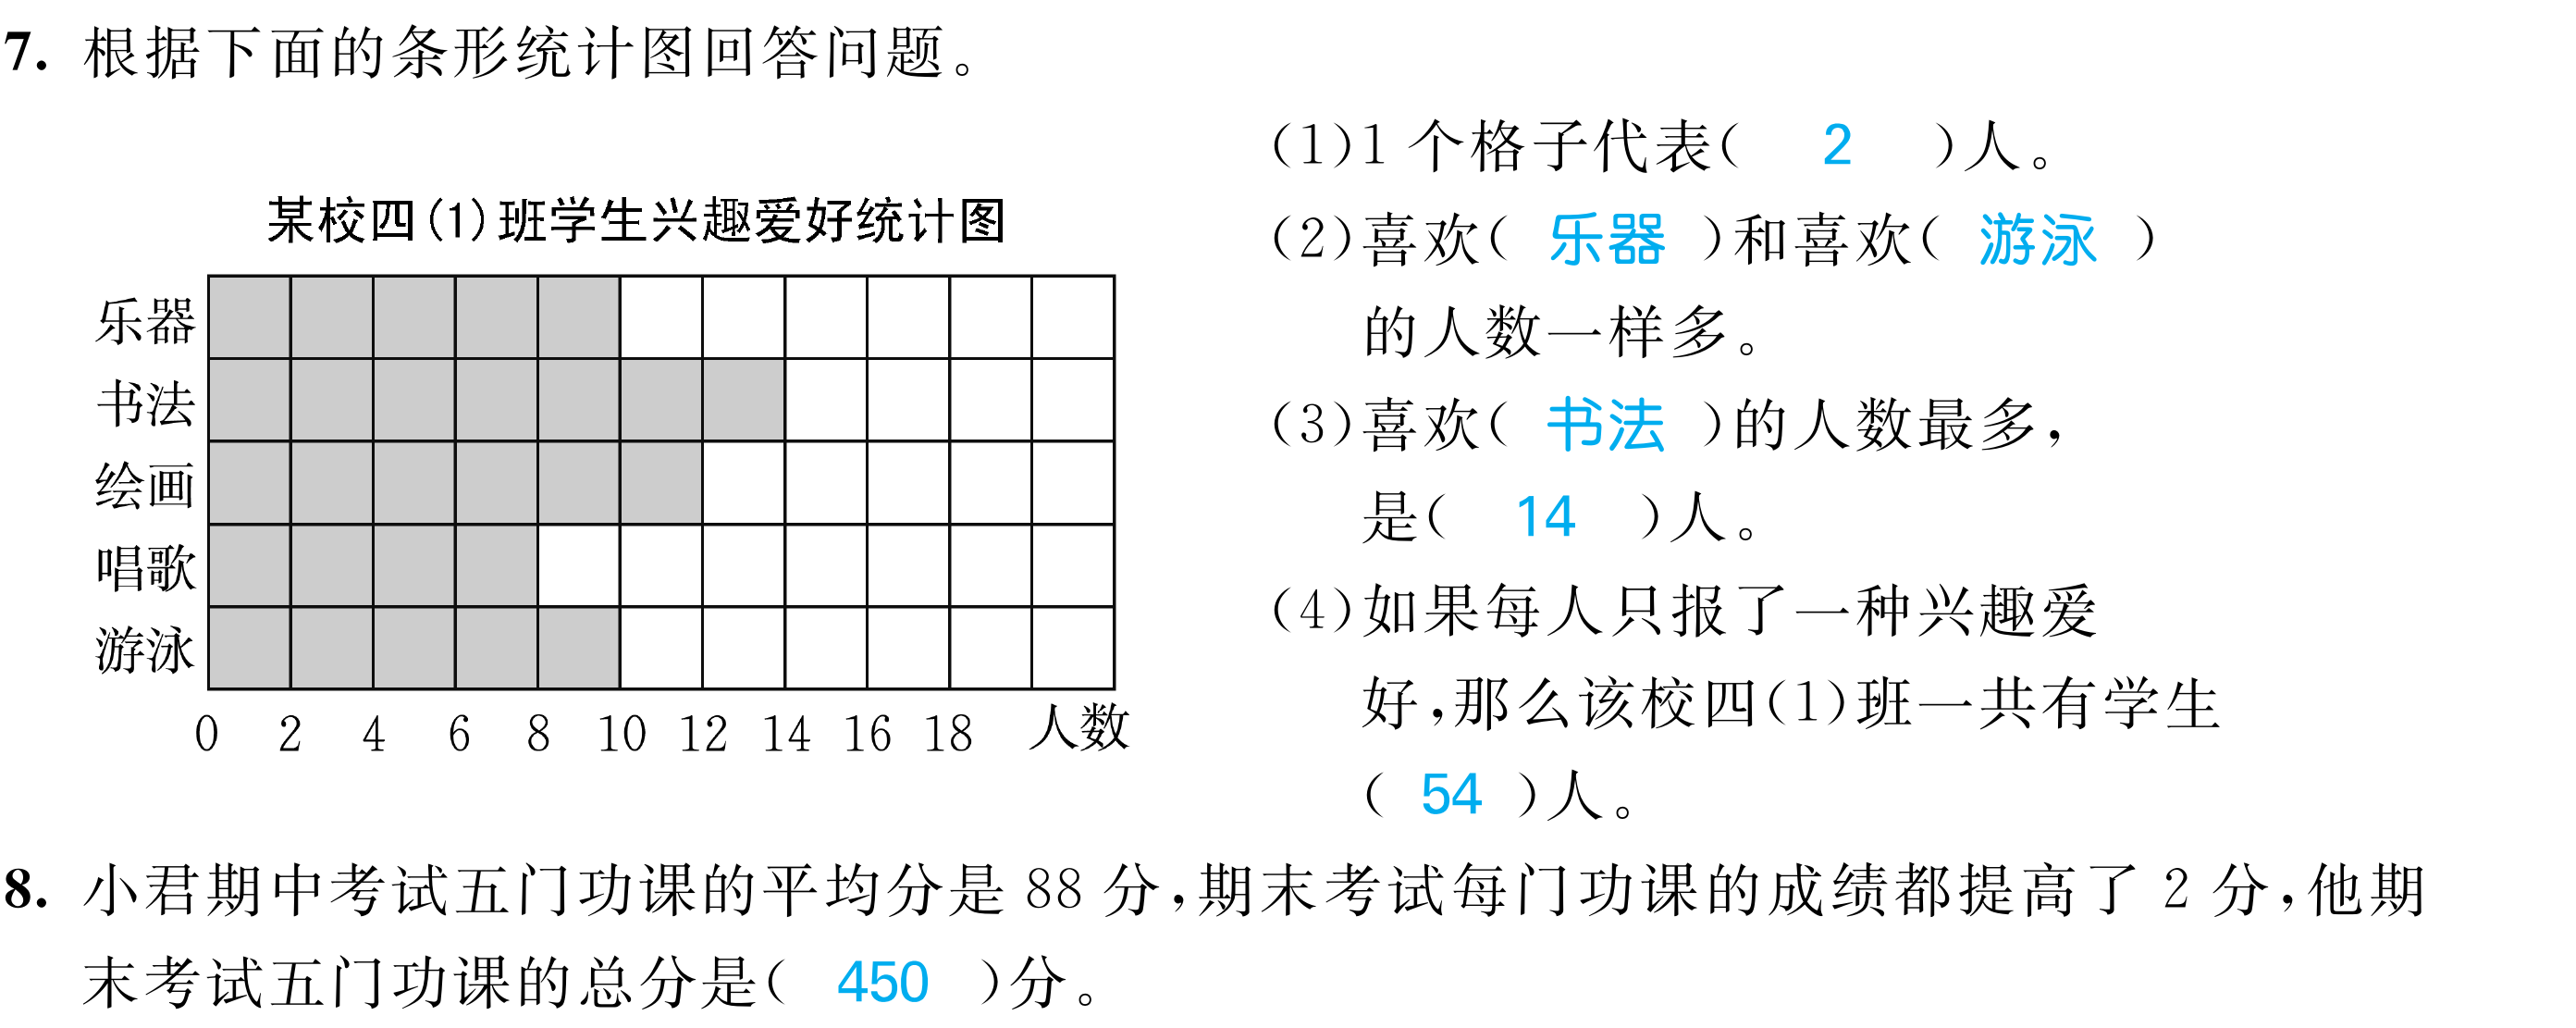 7. 根据下面的条形统计图回答问题。
某校四(1)班学生兴趣爱好统计图
乐器
书法
绘画
唱歌
游泳
0 2 4 6 8 10 12 14 16 18 人数
(1)1 个格子代表( 2 )人。
(2)喜欢( 乐器 )和喜欢( 游泳 )
的人数一样多。
(3)喜欢( 书法 )的人数最多,
是( 14 )人。
(4)如果每人只报了一种兴趣爱
好,那么该校四(1)班一共有学生
( 54 )人。
8. 小君期中考试五门功课的平均分是 88 分,期末考试每门功课的成绩都提高了 2 分,他期
末考试五门功课的总分是( 450 )分。